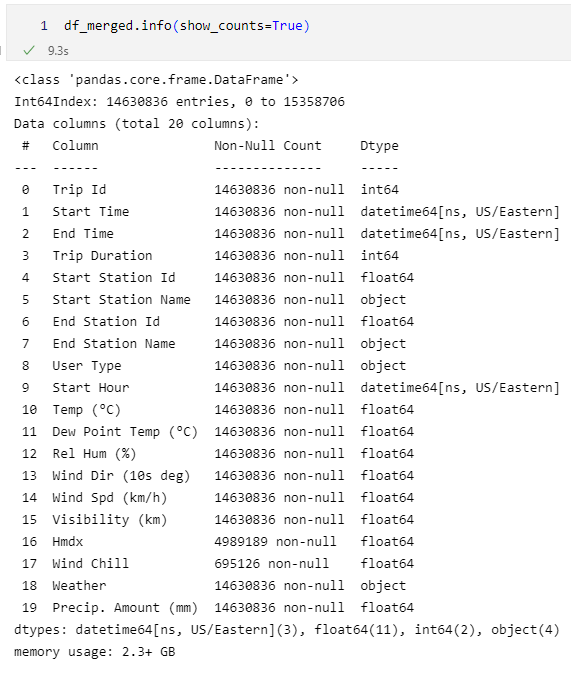 1 df_merged.info(show_counts=True)
✓ 9.3s
<class 'pandas.core.frame.DataFrame'>
Int64Index: 14630836 entries, 0 to 15358706
Data columns (total 20 columns):
 #   Column               Non-Null Count     Dtype
---  ------               --------------     -----
 0   Trip Id              14630836 non-null  int64
 1   Start Time           14630836 non-null  datetime64[ns, US/Eastern]
 2   End Time             14630836 non-null  datetime64[ns, US/Eastern]
 3   Trip Duration        14630836 non-null  int64
 4   Start Station Id     14630836 non-null  float64
 5   Start Station Name   14630836 non-null  object
 6   End Station Id       14630836 non-null  float64
 7   End Station Name     14630836 non-null  object
 8   User Type            14630836 non-null  object
 9   Start Hour           14630836 non-null  datetime64[ns, US/Eastern]
 10  Temp (°C)            14630836 non-null  float64
 11  Dew Point Temp (°C)  14630836 non-null  float64
 12  Rel Hum (%)          14630836 non-null  float64
 13  Wind Dir (10s deg)   14630836 non-null  float64
 14  Wind Spd (km/h)      14630836 non-null  float64
 15  Visibility (km)      14630836 non-null  float64
 16  Hmdx                 4989189 non-null   float64
 17  Wind Chill           695126 non-null    float64
 18  Weather              14630836 non-null  object
 19  Precip. Amount (mm)  14630836 non-null  float64
dtypes: datetime64[ns, US/Eastern](3), float64(11), int64(2), object(4)
memory usage: 2.3+ GB